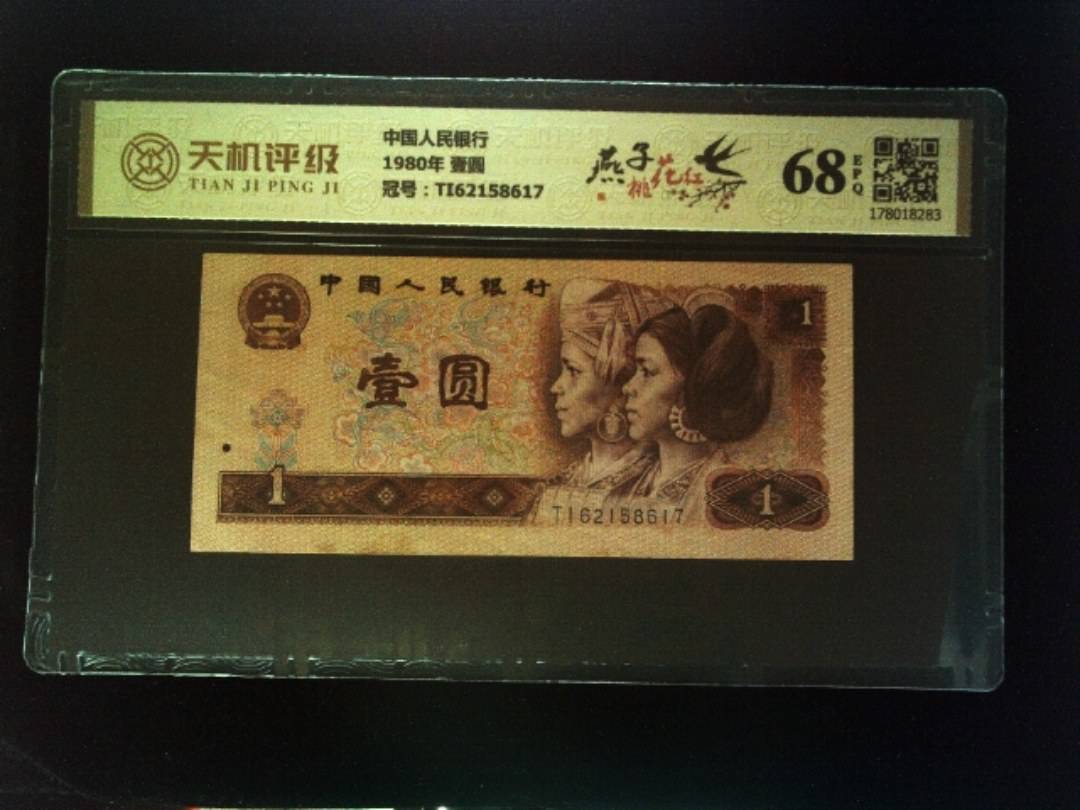 天机评级
TIAN JI PING JI
中国人民银行
1980年 壹圆
冠号：TI62158617
燕子
桃花红
68
EPQ
178018283
中國人民銀行
壹圆
1
1
TI62158617
1